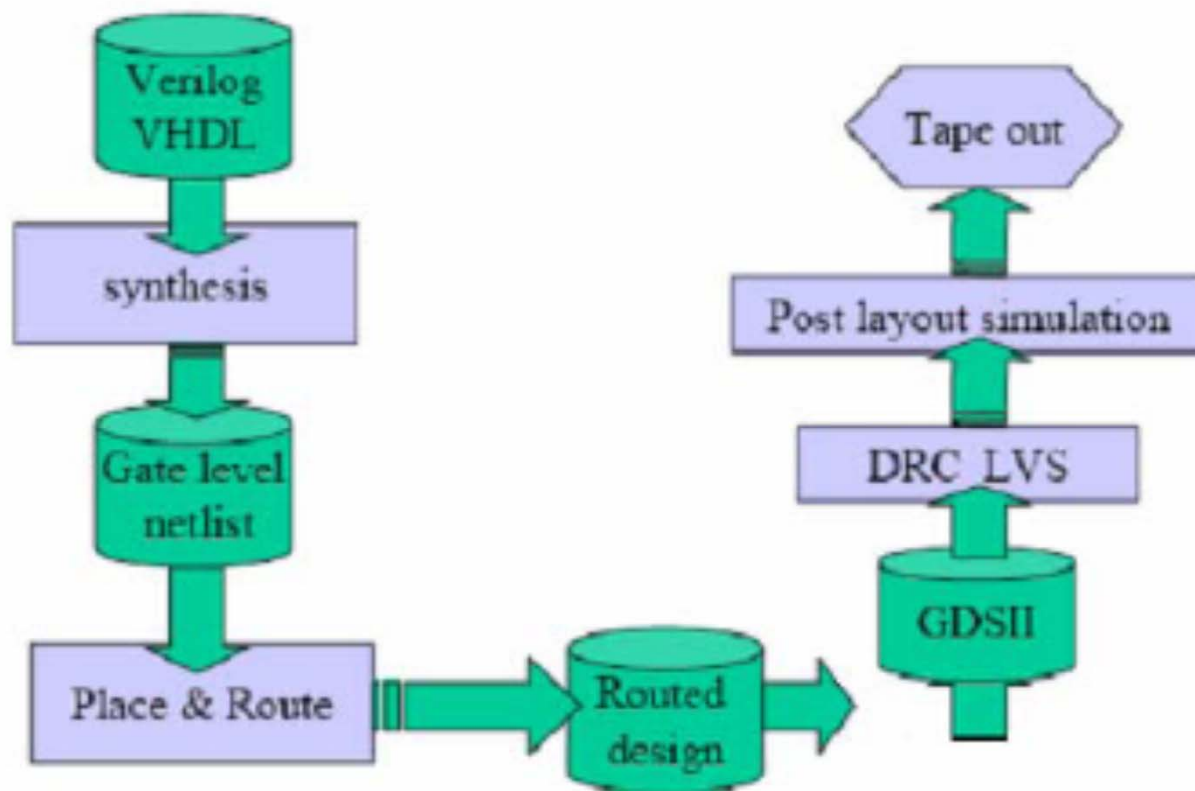 Verilog
VHDL
synthesis
Gate level
netlist
Place & Route
Routed
design
GDSII
DRC LVS
Post layout simulation
Tape out